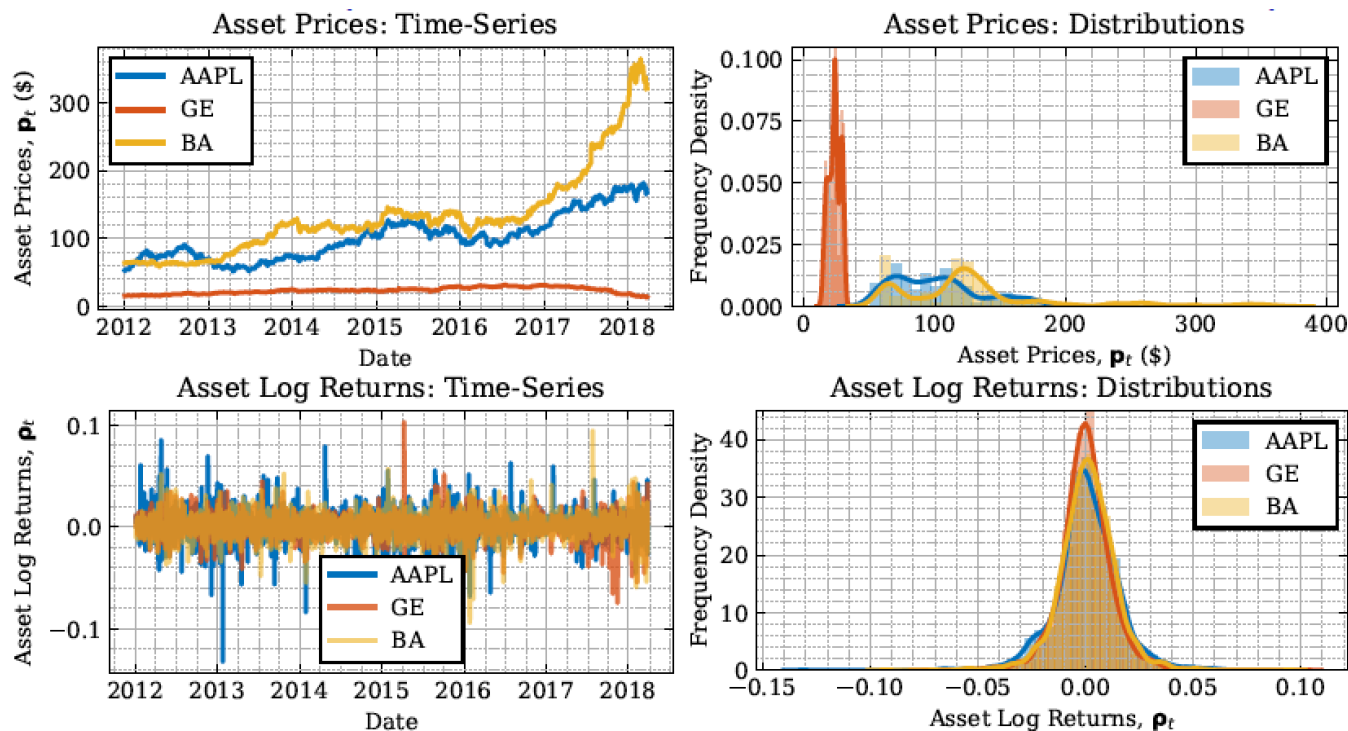 Asset Prices: Time-Series
Asset Prices, pₜ ($)
300
200
100
0
AAPL
GE
BA
2012 2013 2014 2015 2016 2017 2018
Date
Asset Prices: Distributions
Frequency Density
0.100
0.075
0.050
0.025
0.000
AAPL
GE
BA
0 100 200 300 400
Asset Prices, pₜ ($)
Asset Log Returns: Time-Series
Asset Log Returns, ρₜ
0.1
0.0
−0.1
AAPL
GE
BA
2012 2013 2014 2015 2016 2017 2018
Date
Asset Log Returns: Distributions
Frequency Density
40
30
20
10
0
AAPL
GE
BA
−0.15 −0.10 −0.05 0.00 0.05 0.10
Asset Log Returns, ρₜ